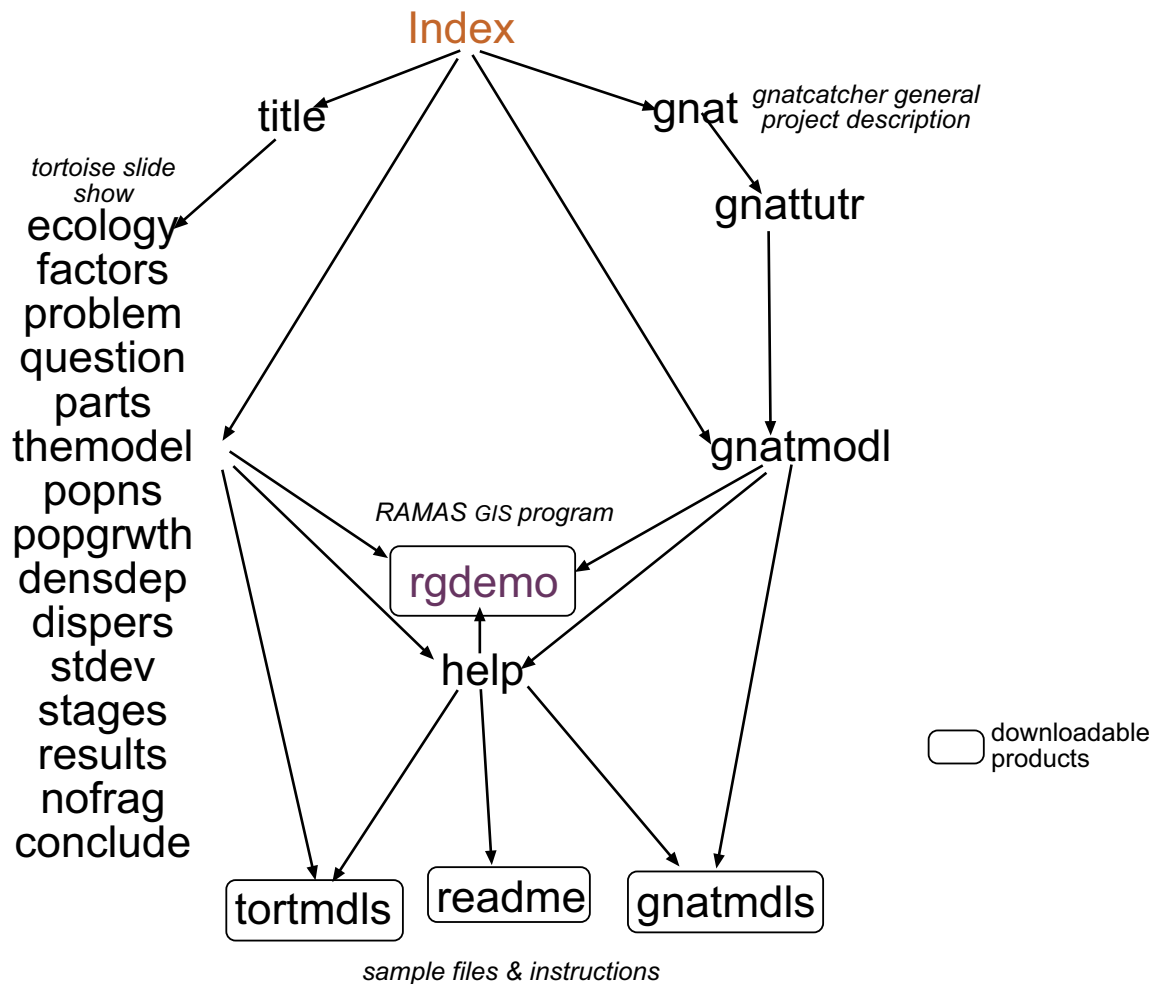 Index
title
gnat
gnatcatcher general
project description
tortoise slide
show
gnattutr
ecology
factors
problem
question
parts
themodel
gnatmodl
popns
popgrwth
densdep
dispers
stdev
stages
results
nofrag
conclude
RAMAS GIS program
rgdemo
help
downloadable
products
tortmdls
readme
gnatmdls
sample files & instructions